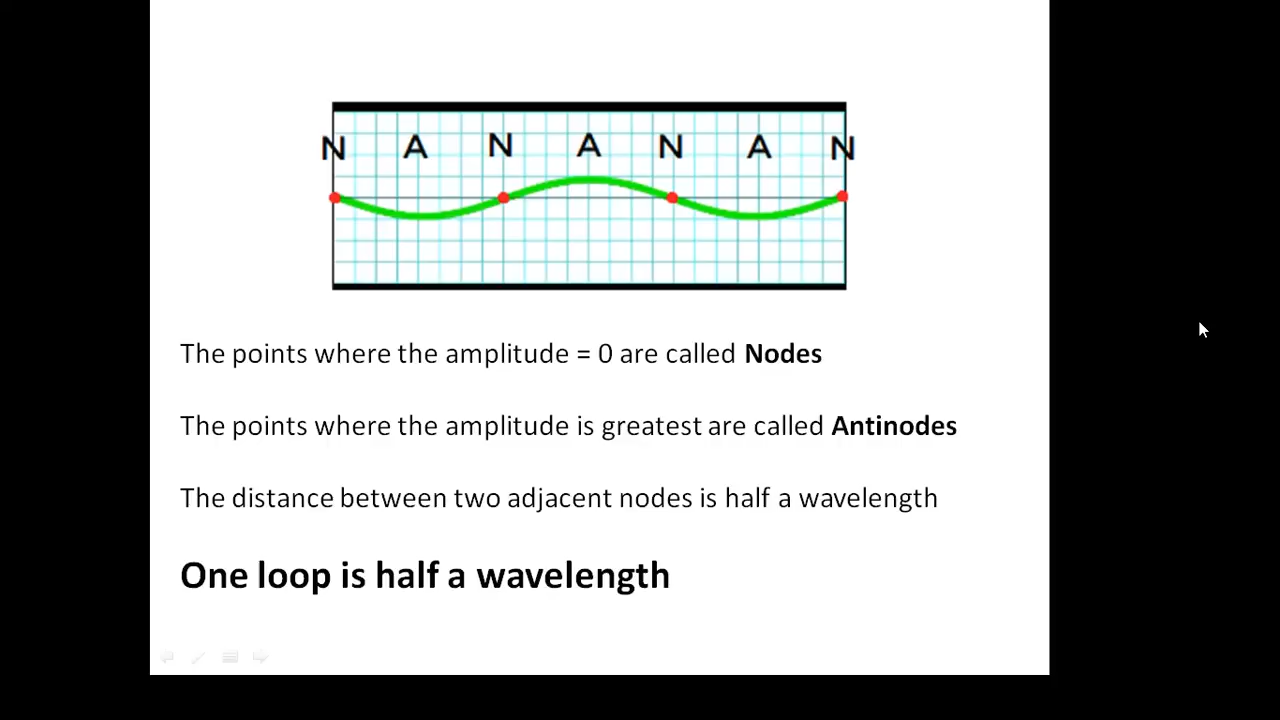 N A N A N A N
The points where the amplitude = 0 are called Nodes
The points where the amplitude is greatest are called Antinodes
The distance between two adjacent nodes is half a wavelength
One loop is half a wavelength